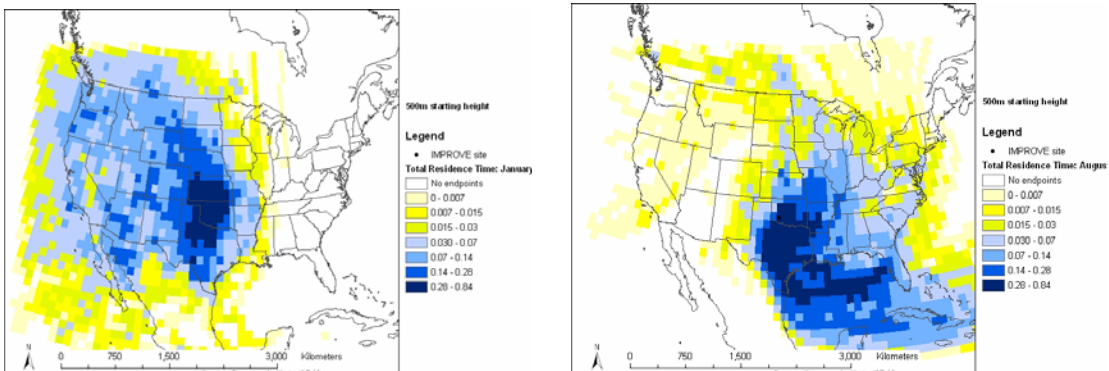 500m starting height
Legend
IMPROVE site
Total Residence Time: January
No endpoints
0 - 0.007
0.007 - 0.015
0.015 - 0.03
0.030 - 0.07
0.07 - 0.14
0.14 - 0.28
0.28 - 0.84
N
0 750 1,500 3,000 Kilometers
500m starting height
Legend
IMPROVE site
Total Residence Time: Augus
No endpoints
0 - 0.007
0.007 - 0.015
0.015 - 0.03
0.030 - 0.07
0.07 - 0.14
0.14 - 0.28
0.28 - 0.84
N
0 750 1,500 3,000 Kilometers